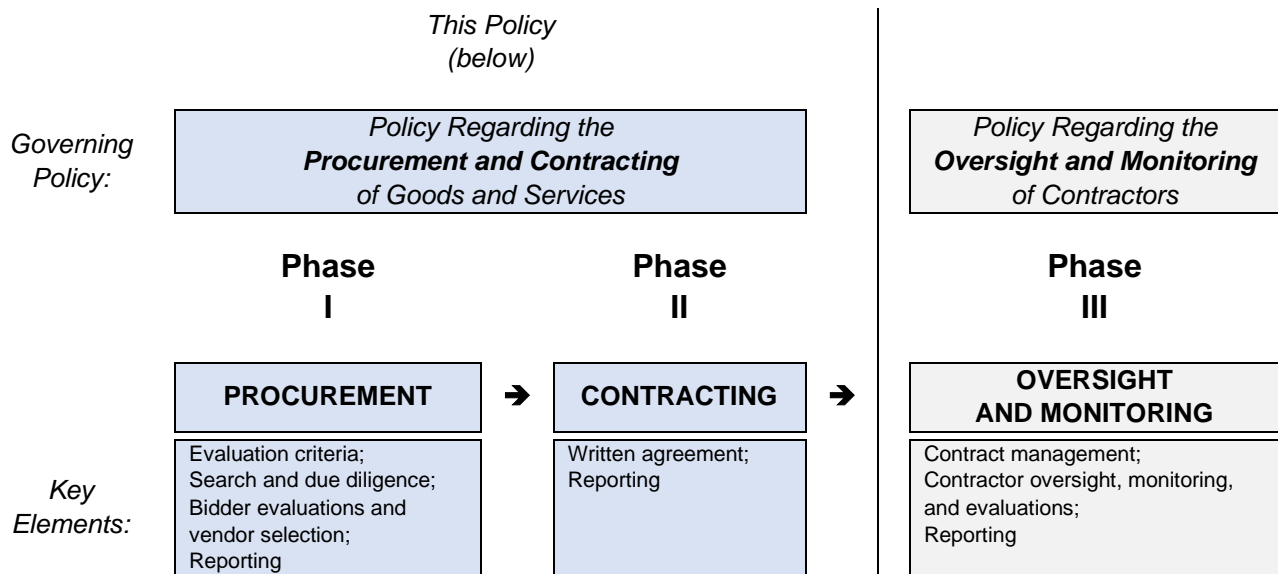 This Policy
(below)
Governing
Policy:
Policy Regarding the
Procurement and Contracting
of Goods and Services
Policy Regarding the
Oversight and Monitoring
of Contractors
Phase
I
Phase
II
Phase
III
PROCUREMENT
➔
CONTRACTING
➔
OVERSIGHT
AND MONITORING
Key
Elements:
Evaluation criteria;
Search and due diligence;
Bidder evaluations and
vendor selection;
Reporting
Written agreement;
Reporting
Contract management;
Contractor oversight, monitoring,
and evaluations;
Reporting